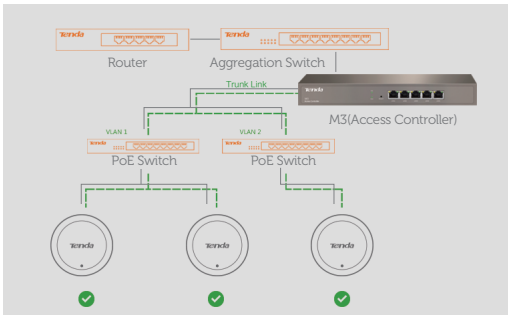 Tenda
Tenda
Router
Aggregation Switch
Trunk Link
Tenda
M3(Access Controller)
VLAN 1
VLAN 2
Tenda
Tenda
PoE Switch
PoE Switch
Tenda
Tenda
Tenda